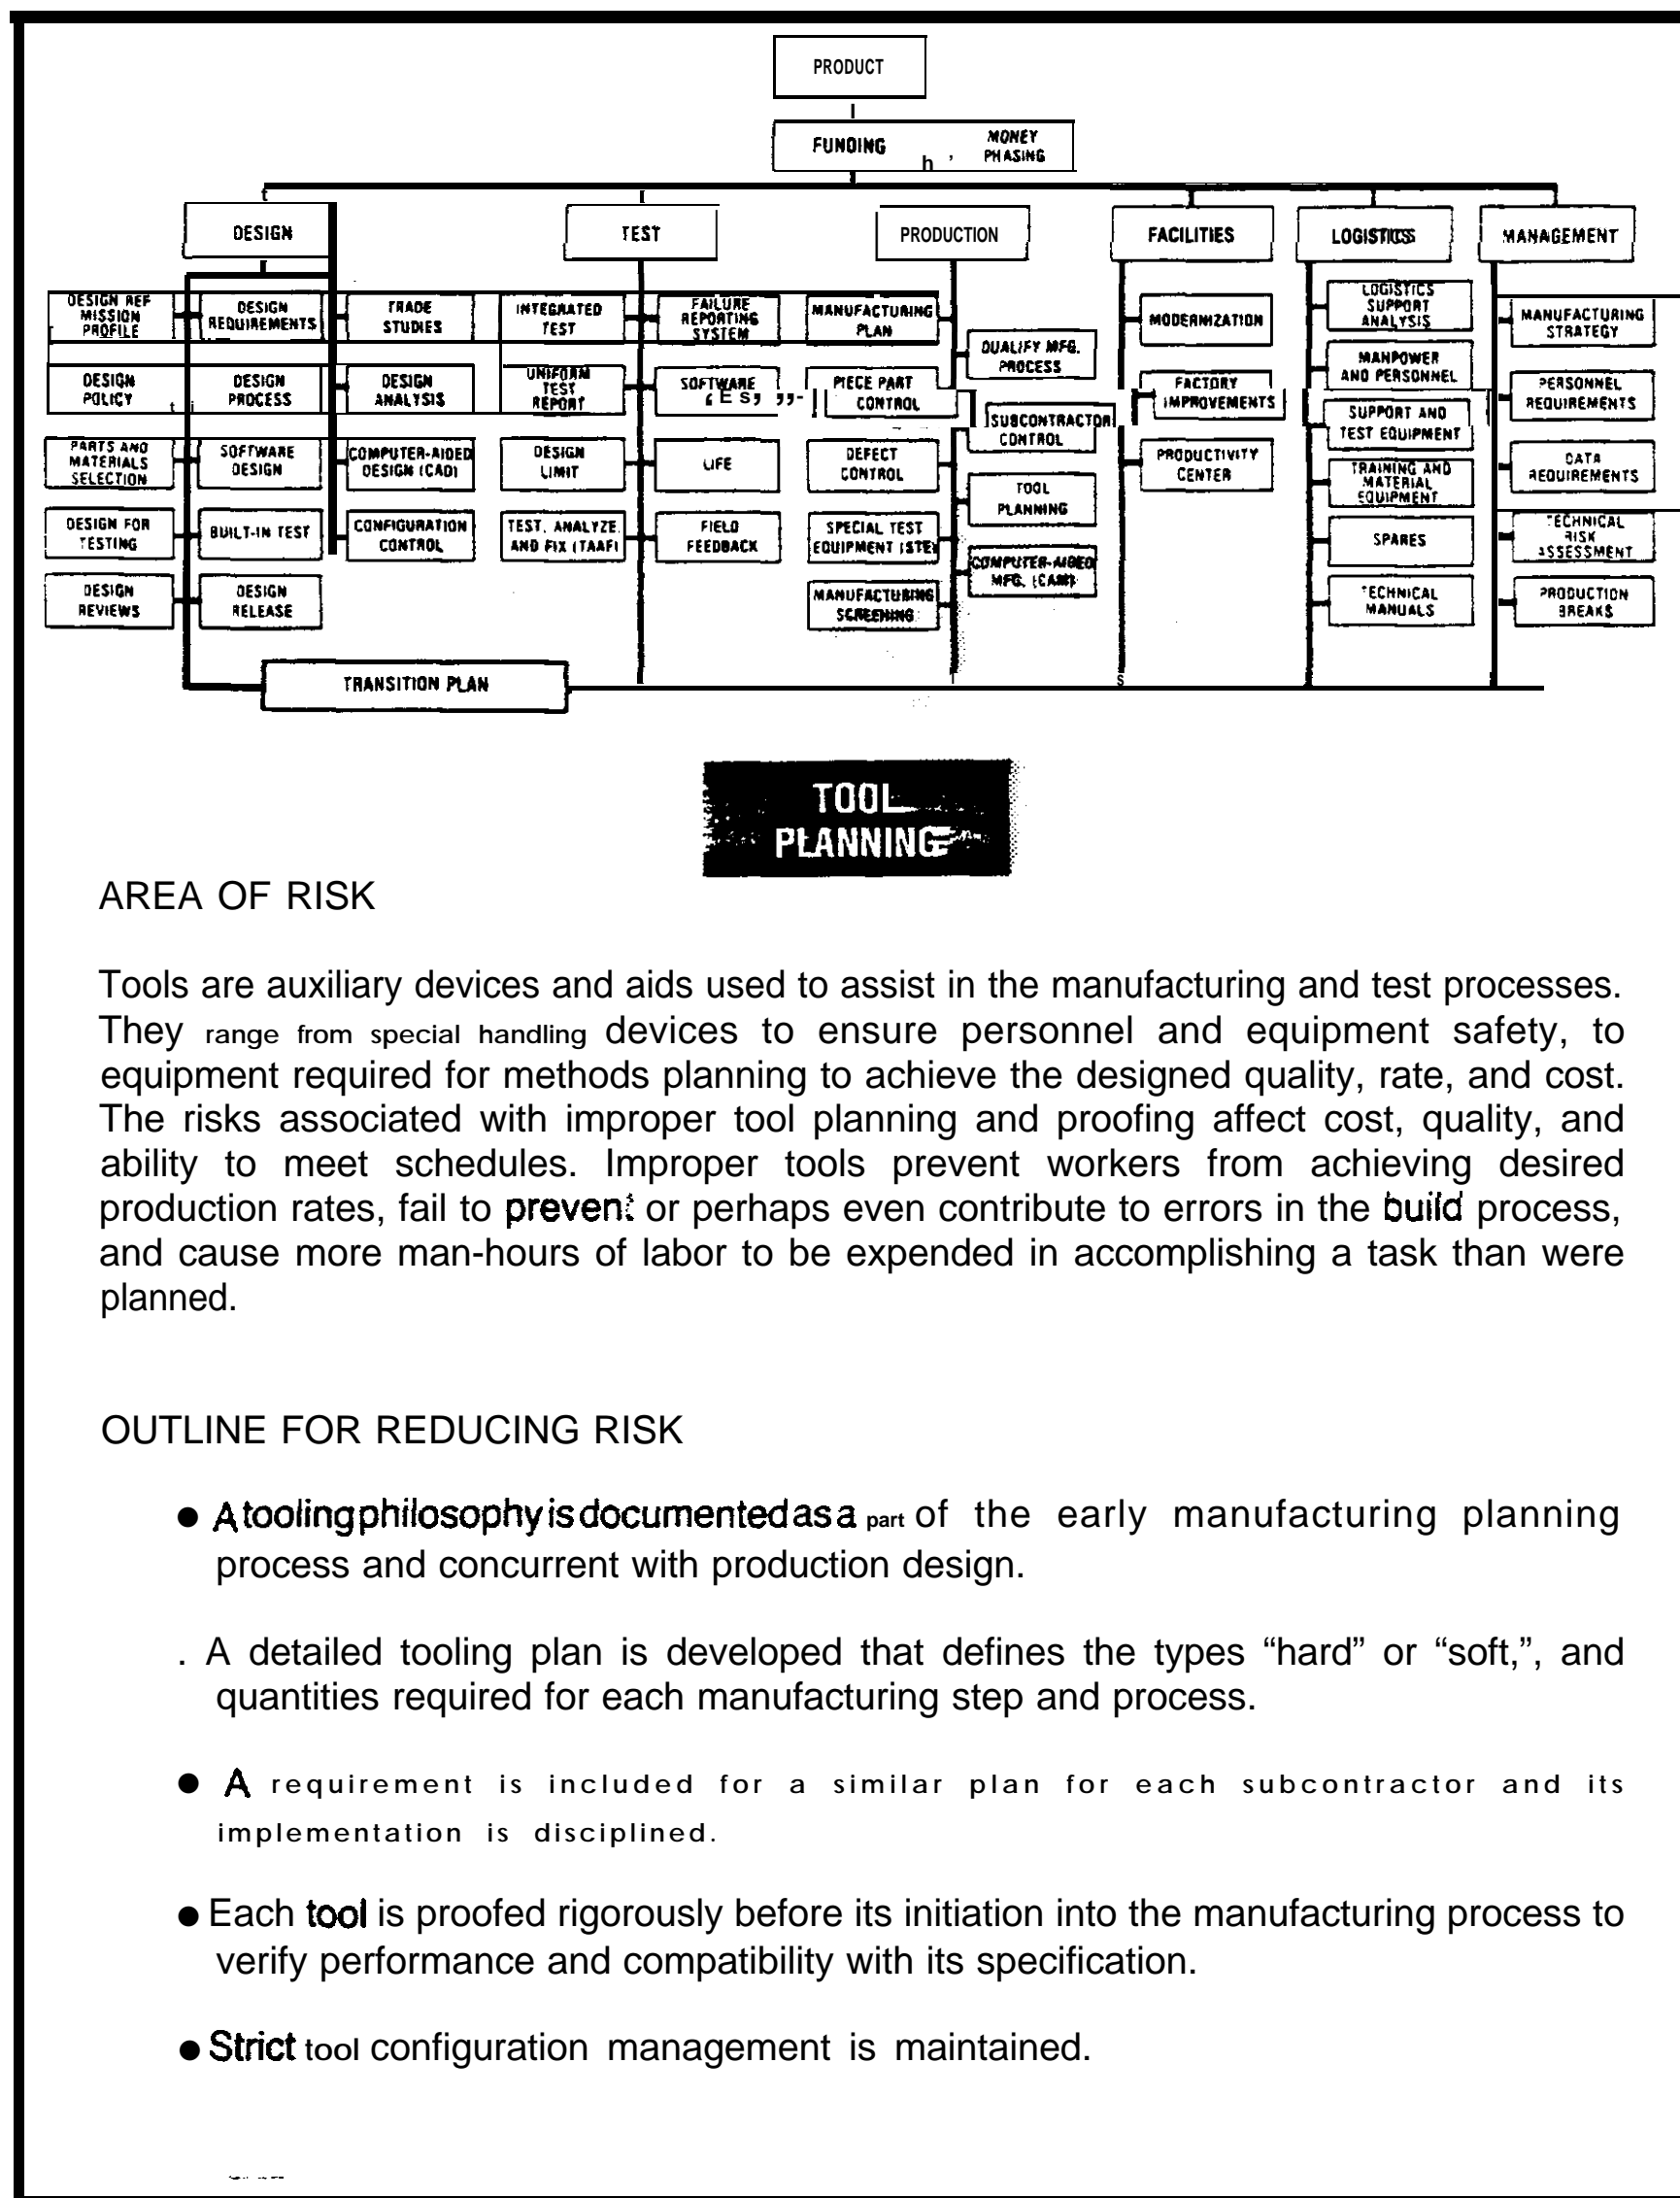 PRODUCT
FUNDING
MONEY
PHASING
DESIGN
TEST
PRODUCTION
FACILITIES
LOGISTICS
MANAGEMENT
DESIGN REF
MISSION
PROFILE
DESIGN
REQUIREMENTS
TRADE
STUDIES
INTEGRATED
TEST
FAILURE
REPORTING
SYSTEM
MANUFACTURING
PLAN
QUALIFY MFG.
PROCESS
MODERNIZATION
LOGISTICS
SUPPORT
ANALYSIS
MANUFACTURING
STRATEGY
DESIGN
POLICY
DESIGN
PROCESS
DESIGN
ANALYSIS
UNIFORM
TEST
REPORT
SOFTWARE
PIECE PART
CONTROL
SUBCONTRACTOR
CONTROL
FACTORY
IMPROVEMENTS
MANPOWER
AND PERSONNEL
PERSONNEL
REQUIREMENTS
PARTS AND
MATERIALS
SELECTION
SOFTWARE
DESIGN
COMPUTER-AIDED
DESIGN (CAD)
DESIGN
LIMIT
LIFE
DEFECT
CONTROL
TOOL
PLANNING
PRODUCTIVITY
CENTER
SUPPORT AND
TEST EQUIPMENT
DATA
REQUIREMENTS
DESIGN FOR
TESTING
BUILT-IN TEST
CONFIGURATION
CONTROL
TEST, ANALYZE,
AND FIX (TAAF)
FIELD
FEEDBACK
SPECIAL TEST
EQUIPMENT (STE)
COMPUTER-AIDED
MFG. (CAM)
TRAINING AND
MATERIAL
EQUIPMENT
SPARES
TECHNICAL
RISK
ASSESSMENT
DESIGN
REVIEWS
DESIGN
RELEASE
MANUFACTURING
SCREENING
TECHNICAL
MANUALS
PRODUCTION
BREAKS
TRANSITION PLAN
TOOL
PLANNING
AREA OF RISK
Tools are auxiliary devices and aids used to assist in the manufacturing and test processes.
They range from special handling devices to ensure personnel and equipment safety, to
equipment required for methods planning to achieve the designed quality, rate, and cost.
The risks associated with improper tool planning and proofing affect cost, quality, and
ability to meet schedules. Improper tools prevent workers from achieving desired
production rates, fail to prevent or perhaps even contribute to errors in the build process,
and cause more man-hours of labor to be expended in accomplishing a task than were
planned.
OUTLINE FOR REDUCING RISK
● A tooling philosophy is documented as a part of the early manufacturing planning
process and concurrent with production design.
. A detailed tooling plan is developed that defines the types “hard” or “soft,”, and
quantities required for each manufacturing step and process.
● A requirement is included for a similar plan for each subcontractor and its
implementation is disciplined.
● Each tool is proofed rigorously before its initiation into the manufacturing process to
verify performance and compatibility with its specification.
● Strict tool configuration management is maintained.